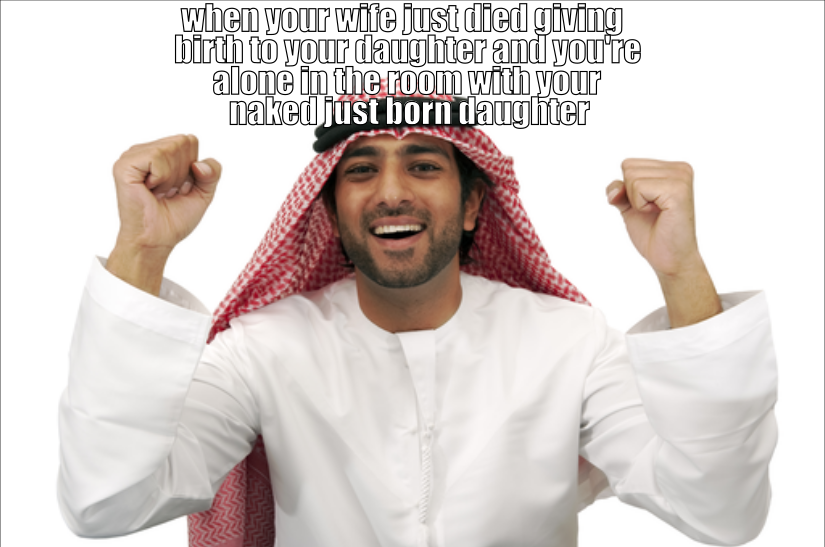 when your wife just died giving
birth to your daughter and you're
alone in the room with your
naked just born daughter